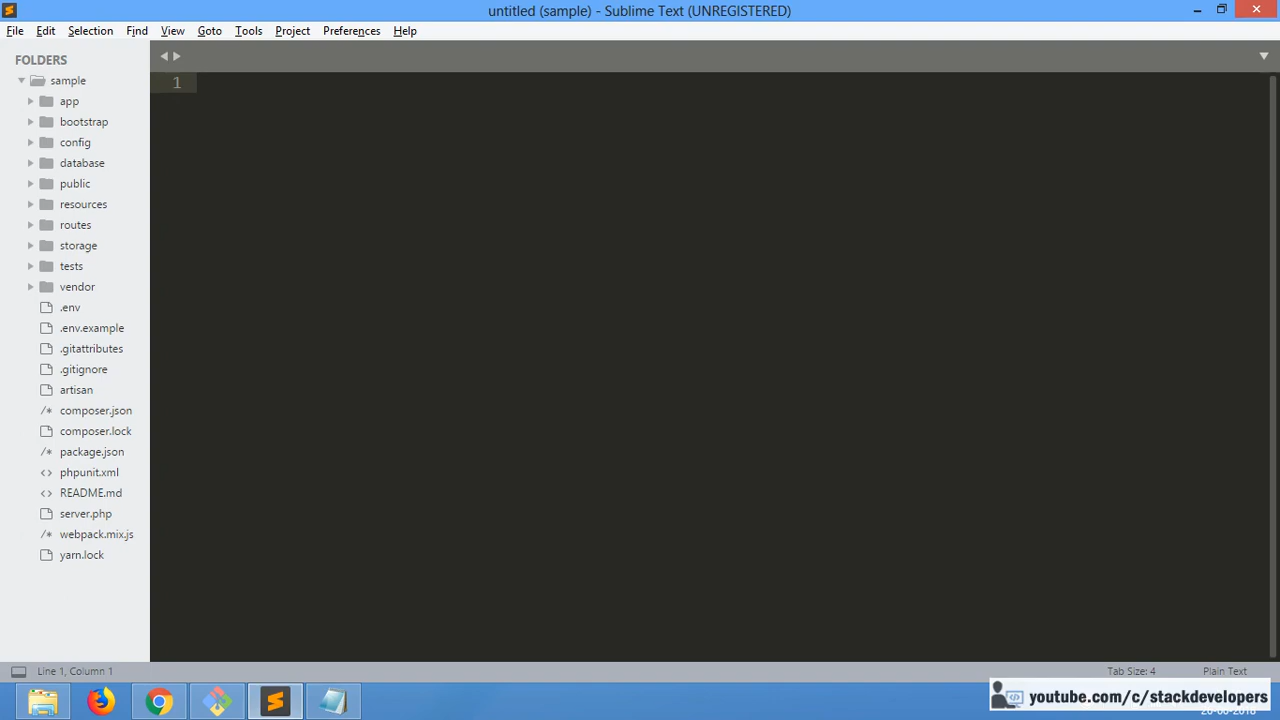 untitled (sample) - Sublime Text (UNREGISTERED)
File Edit Selection Find View Goto Tools Project Preferences Help
FOLDERS
sample
app
bootstrap
config
database
public
resources
routes
storage
tests
vendor
.env
.env.example
.gitattributes
.gitignore
artisan
/* composer.json
composer.lock
/* package.json
<> phpunit.xml
<> README.md
server.php
/* webpack.mix.js
yarn.lock
1
Line 1, Column 1
Tab Size: 4
Plain Text
youtube.com/c/stackdevelopers